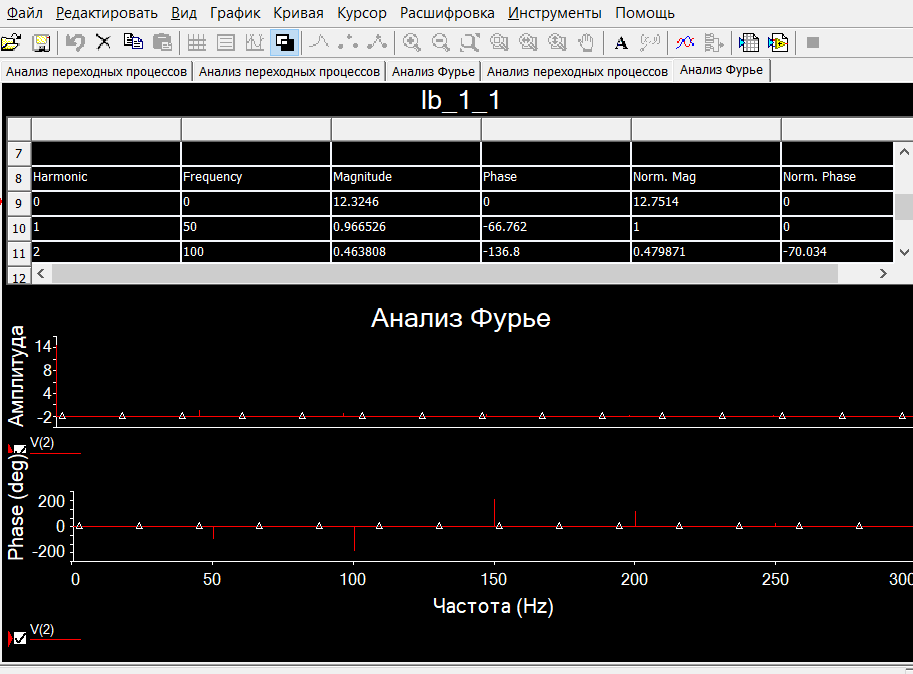 Файл Редактировать Вид График Кривая Курсор Расшифровка Инструменты Помощь
A
Анализ переходных процессов Анализ переходных процессов Анализ Фурье Анализ переходных процессов Анализ Фурье
lb_1_1
7
8 Harmonic Frequency Magnitude Phase Norm. Mag Norm. Phase
9 0 0 12.3246 0 12.7514 0
10 1 50 0.966526 -66.762 1 0
11 2 100 0.463808 -136.8 0.479871 -70.034
12
Анализ Фурье
Амплитуда
14
8
4
-2
V(2)
Phase (deg)
200
0
-200
0 50 100 150 200 250 300
Частота (Hz)
V(2)